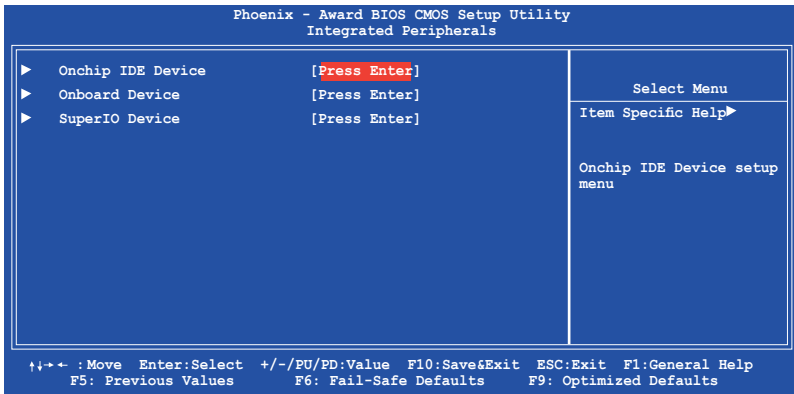 Phoenix - Award BIOS CMOS Setup Utility
Integrated Peripherals
▶ Onchip IDE Device [Press Enter]
▶ Onboard Device [Press Enter]
▶ SuperIO Device [Press Enter]
Select Menu
Item Specific Help▶
Onchip IDE Device setup
menu
↑↓→← :Move Enter:Select +/-/PU/PD:Value F10:Save&Exit ESC:Exit F1:General Help
F5: Previous Values F6: Fail-Safe Defaults F9: Optimized Defaults